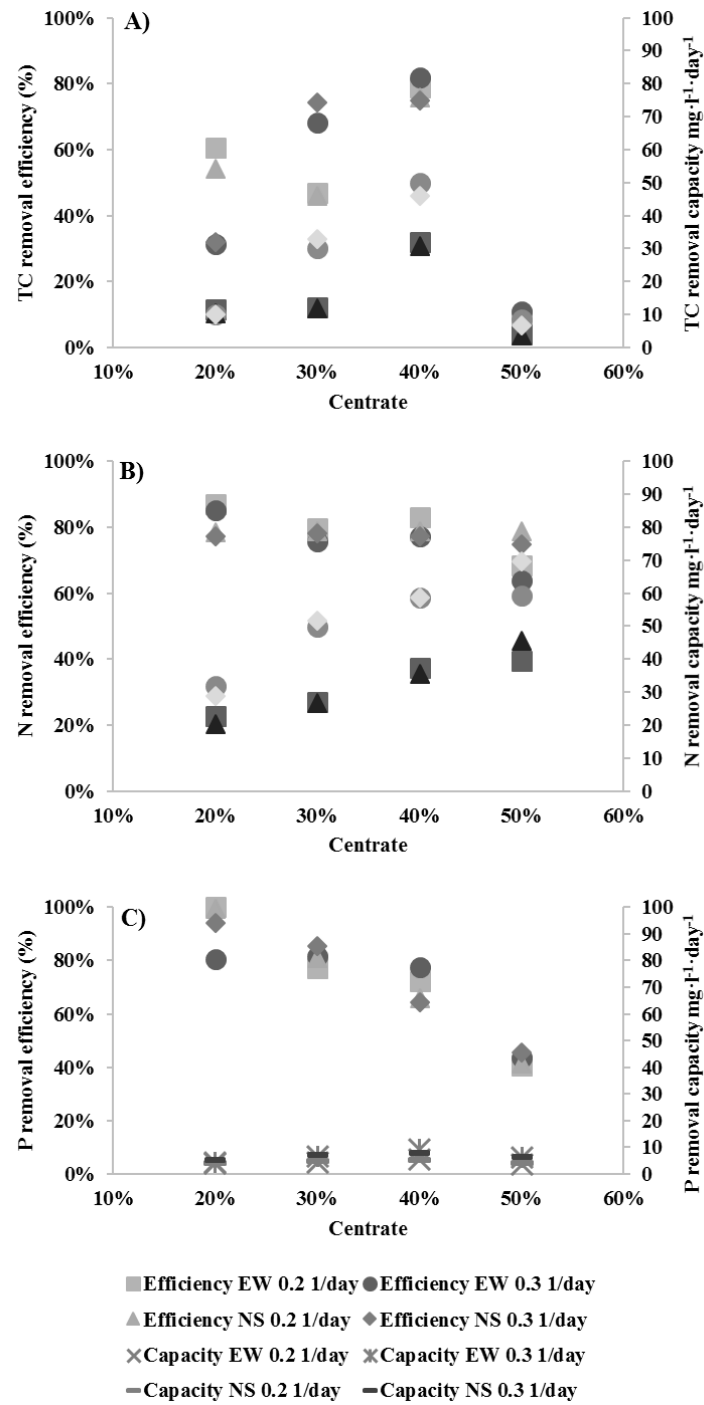 A)
TC removal efficiency (%)
100%
80%
60%
40%
20%
0%
100
90
80
70
60
50
40
30
20
10
0
TC removal capacity mg·l⁻¹·day⁻¹
10% 20% 30% 40% 50% 60%
Centrate
B)
N removal efficiency (%)
100%
80%
60%
40%
20%
0%
100
90
80
70
60
50
40
30
20
10
0
N removal capacity mg·l⁻¹·day⁻¹
10% 20% 30% 40% 50% 60%
Centrate
C)
P removal efficiency (%)
100%
80%
60%
40%
20%
0%
100
90
80
70
60
50
40
30
20
10
0
P removal capacity mg·l⁻¹·day⁻¹
10% 20% 30% 40% 50% 60%
Centrate
Efficiency EW 0.2 1/day Efficiency EW 0.3 1/day
Efficiency NS 0.2 1/day Efficiency NS 0.3 1/day
Capacity EW 0.2 1/day Capacity EW 0.3 1/day
Capacity NS 0.2 1/day Capacity NS 0.3 1/day